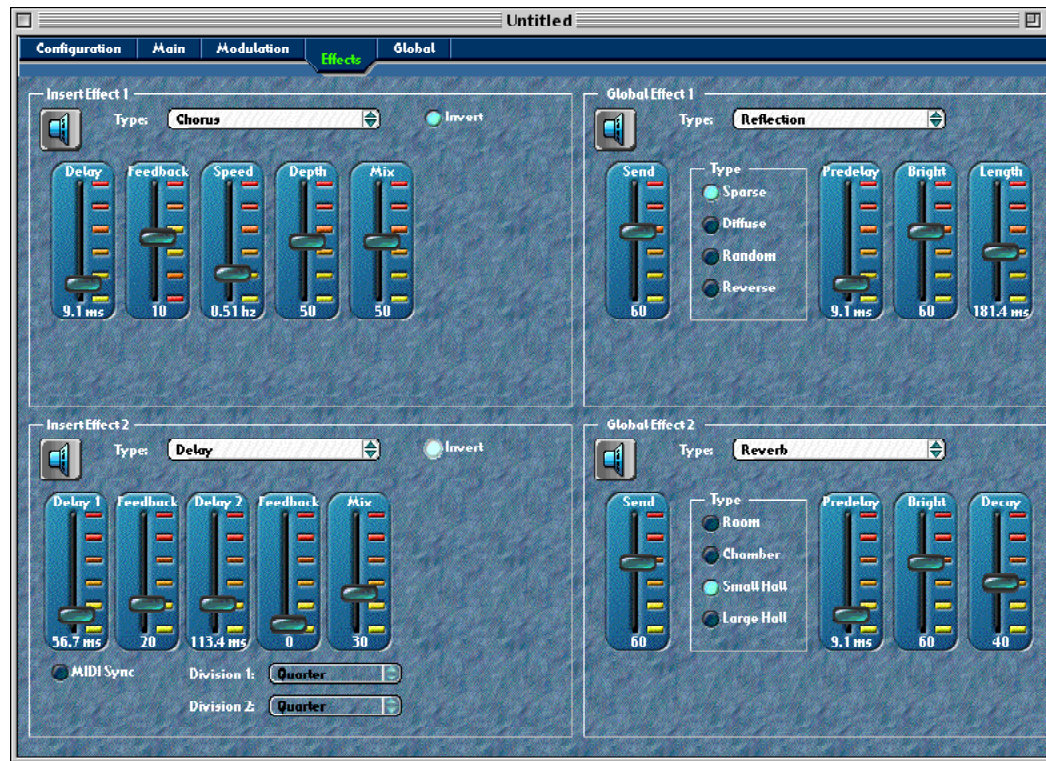 Untitled
Configuration Main Modulation Effects Global
Insert Effect 1
Type: Chorus Invert
Delay Feedback Speed Depth Mix
9.1 ms 10 0.51 hz 50 50
Global Effect 1
Type: Reflection
Send Type Predelay Bright Length
Sparse
Diffuse
Random
Reverse
60 9.1 ms 60 181.4 ms
Insert Effect 2
Type: Delay Invert
Delay 1 Feedback Delay 2 Feedback Mix
56.7 ms 20 113.4 ms 0 30
MIDI Sync Division 1: Quarter
Division 2: Quarter
Global Effect 2
Type: Reverb
Send Type Predelay Bright Decay
Room
Chamber
Small Hall
Large Hall
60 9.1 ms 60 40